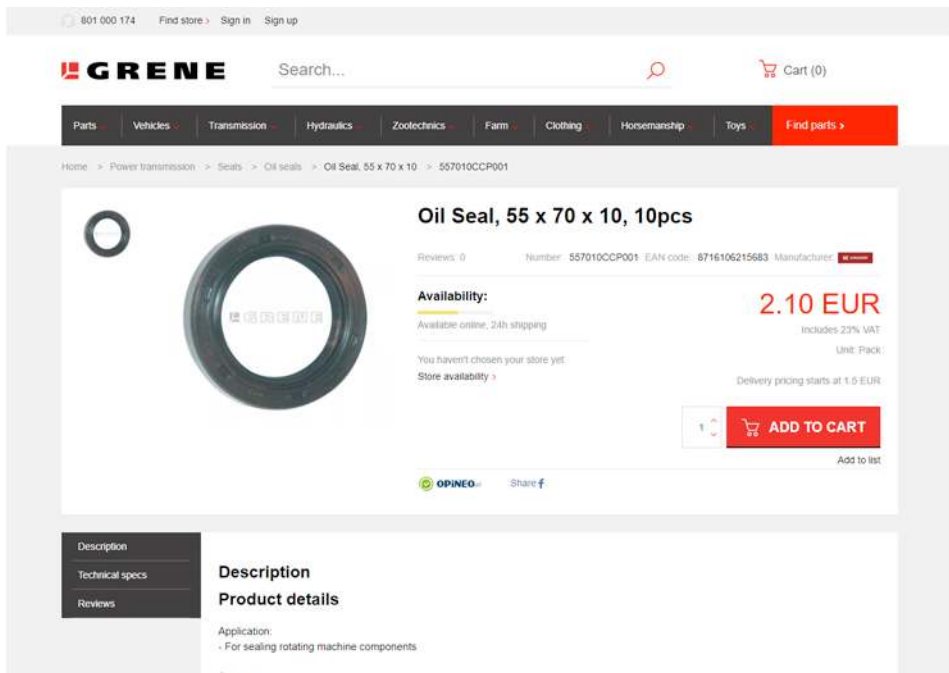 801 000 174 Find store > Sign in Sign up
GRENE
Search...
Cart (0)
Parts Vehicles Transmission Hydraulics Zootechnics Farm Clothing Horsemanship Toys Find parts >
Home > Power transmission > Seals > Oil seals > Oil Seal, 55 x 70 x 10 > 557010CCP001
Oil Seal, 55 x 70 x 10, 10pcs
Reviews: 0 Number: 557010CCP001 EAN code: 8716106215683 Manufacturer:
GRENE
Availability:
2.10 EUR
Available online, 24h shipping
Includes 23% VAT
Unit: Pack
You haven't chosen your store yet
Store availability >
Delivery pricing starts at 1.5 EUR
1
ADD TO CART
Add to list
OPINEO
Share f
Description
Technical specs
Reviews
Description
Product details
Application:
- For sealing rotating machine components